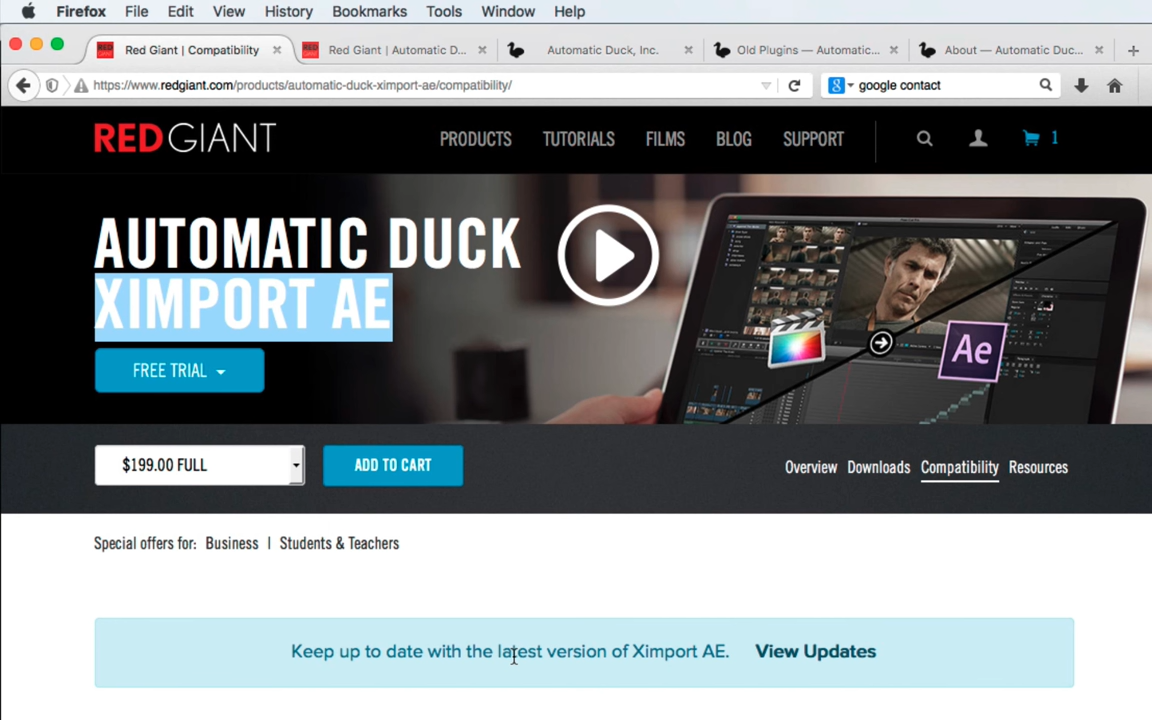 Firefox File Edit View History Bookmarks Tools Window Help
Red Giant | Compatibility Red Giant | Automatic D... Automatic Duck, Inc. Old Plugins — Automatic... About — Automatic Duc...
https://www.redgiant.com/products/automatic-duck-ximport-ae/compatibility/ google contact
RED GIANT PRODUCTS TUTORIALS FILMS BLOG SUPPORT 1
AUTOMATIC DUCK
XIMPORT AE
Ae
FREE TRIAL
$199.00 FULL ADD TO CART Overview Downloads Compatibility Resources
Special offers for: Business | Students & Teachers
Keep up to date with the latest version of Ximport AE. View Updates